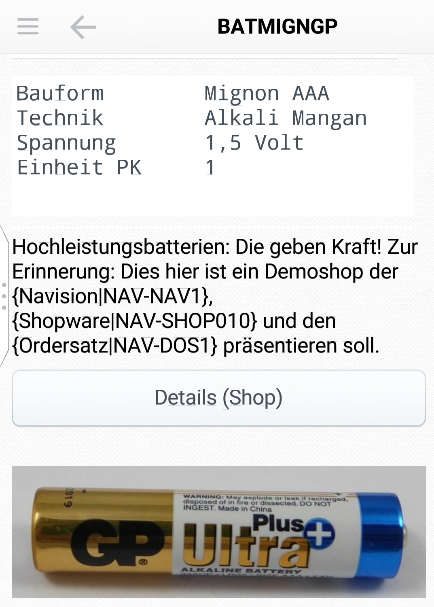 BATMIGNGP
Bauform Mignon AAA
Technik Alkali Mangan
Spannung 1,5 Volt
Einheit PK 1
Hochleistungsbatterien: Die geben Kraft! Zur
Erinnerung: Dies hier ist ein Demoshop der
{Navision|NAV-NAV1},
{Shopware|NAV-SHOP010} und den
{Ordersatz|NAV-DOS1} präsentieren soll.
Details (Shop)
2019
WARNING: May explode or leak if recharged,
disposed of in fire or dissected. DO NOT
INGEST. Made in China
GP®
Plus+
Ultra
ALKALINE BATTERY